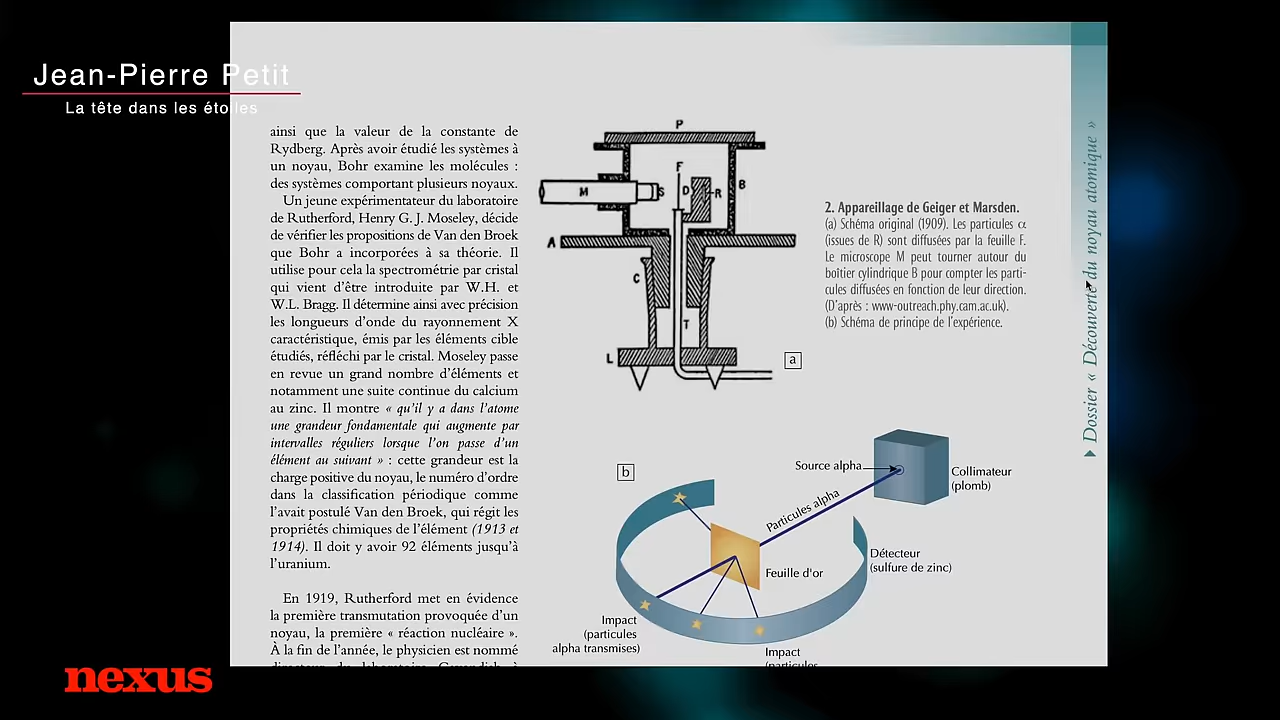 Jean-Pierre Petit
La tête dans les étoiles
ainsi que la valeur de la constante de
Rydberg. Après avoir étudié les systèmes à
un noyau, Bohr examine les molécules :
des systèmes comportant plusieurs noyaux.
Un jeune expérimentateur du laboratoire
de Rutherford, Henry G. J. Moseley, décide
de vérifier les propositions de Van den Broek
que Bohr a incorporées à sa théorie. Il
utilise pour cela la spectrométrie par cristal
qui vient d'être introduite par W.H. et
W.L. Bragg. Il détermine ainsi avec précision
les longueurs d'onde du rayonnement X
caractéristique, émis par les éléments cible
étudiés, réfléchi par le cristal. Moseley passe
en revue un grand nombre d'éléments et
notamment une suite continue du calcium
au zinc. Il montre « qu'il y a dans l'atome
une grandeur fondamentale qui augmente par
intervalles réguliers lorsque l'on passe d'un
élément au suivant » : cette grandeur est la
charge positive du noyau, le numéro d'ordre
dans la classification périodique comme
l'avait postulé Van den Broek, qui régit les
propriétés chimiques de l'élément (1913 et
1914). Il doit y avoir 92 éléments jusqu'à
l'uranium.
En 1919, Rutherford met en évidence
la première transmutation provoquée d'un
noyau, la première « réaction nucléaire ».
À la fin de l'année, le physicien est nommé
directeur du laboratoire Cavendish à
P
F
M
S
D
R
B
A
C
T
L
a
2. Appareillage de Geiger et Marsden.
(a) Schéma original (1909). Les particules α
(issues de R) sont diffusées par la feuille F.
Le microscope M peut tourner autour du
boîtier cylindrique B pour compter les parti-
cules diffusées en fonction de leur direction.
(D'après : www-outreach.phy.cam.ac.uk).
(b) Schéma de principe de l'expérience.
b
Source alpha
Collimateur
(plomb)
Particules alpha
Détecteur
(sulfure de zinc)
Feuille d'or
Impact
(particules
alpha transmises)
Impact
(particules
Dossier « Découverte du noyau atomique »
nexus